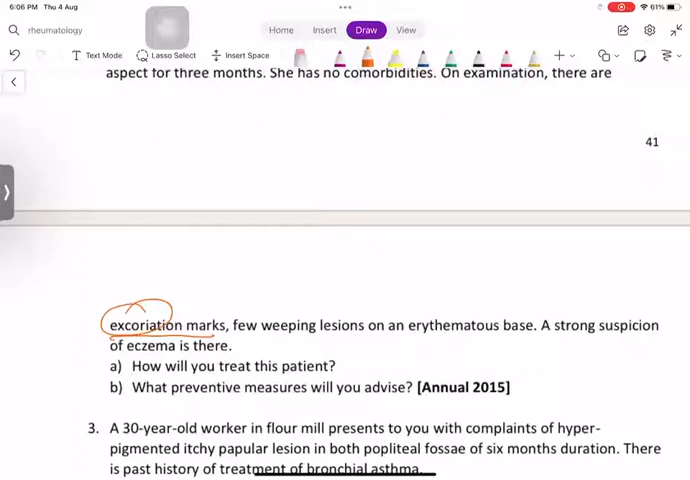 6:06 PM Thu 4 Aug
61%
rheumatology
Home Insert Draw View
Text Mode Lasso Select Insert Space
aspect for three months. She has no comorbidities. On examination, there are
41
excoriation marks, few weeping lesions on an erythematous base. A strong suspicion
of eczema is there.
a) How will you treat this patient?
b) What preventive measures will you advise? [Annual 2015]
3. A 30-year-old worker in flour mill presents to you with complaints of hyper-
pigmented itchy papular lesion in both popliteal fossae of six months duration. There
is past history of treatment of bronchial asthma.